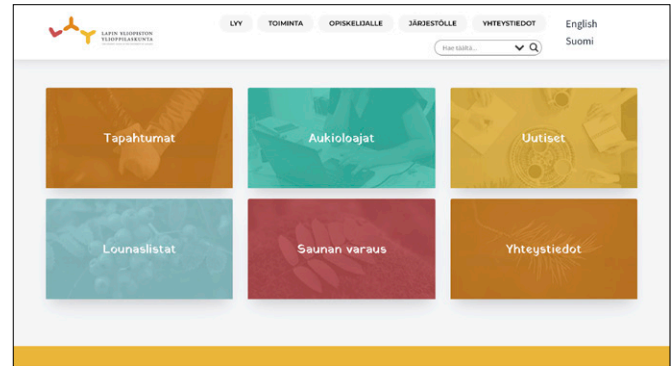 LYY TOIMINTA OPISKELIJALLE JÄRJESTÖLLE YHTEYSTIEDOT English
LAPIN YLIOPISTON
YLIOPPILASKUNTA
Hae täältä...
Suomi
Tapahtumat Aukioloajat Uutiset
Lounaslistat Saunan varaus Yhteystiedot